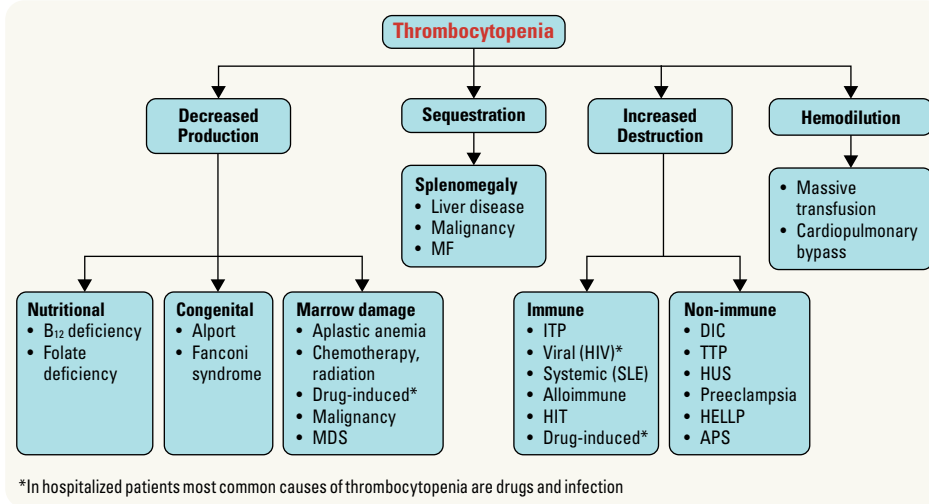 Thrombocytopenia
Decreased
Production
Sequestration
Increased
Destruction
Hemodilution
Splenomegaly
• Liver disease
• Malignancy
• MF
• Massive
transfusion
• Cardiopulmonary
bypass
Nutritional
• B₁₂ deficiency
• Folate
deficiency
Congenital
• Alport
• Fanconi
syndrome
Marrow damage
• Aplastic anemia
• Chemotherapy,
radiation
• Drug-induced*
• Malignancy
• MDS
Immune
• ITP
• Viral (HIV)*
• Systemic (SLE)
• Alloimmune
• HIT
• Drug-induced*
Non-immune
• DIC
• TTP
• HUS
• Preeclampsia
• HELLP
• APS
*In hospitalized patients most common causes of thrombocytopenia are drugs and infection